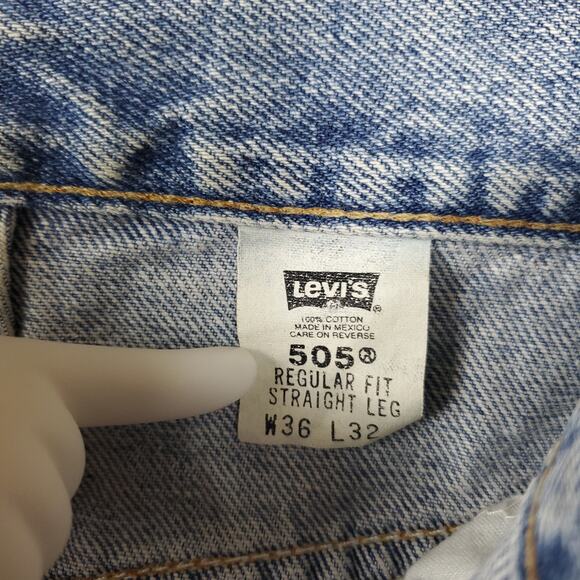 LEVI'S ®
100% COTTON
MADE IN MEXICO
CARE ON REVERSE
505®
REGULAR FIT
STRAIGHT LEG
W36 L32